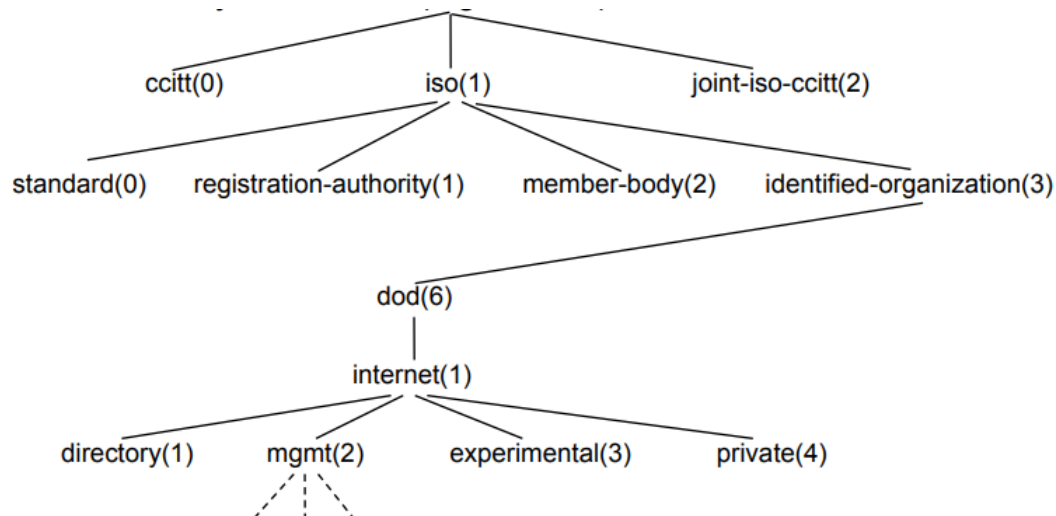 ccitt(0) iso(1) joint-iso-ccitt(2)
standard(0) registration-authority(1) member-body(2) identified-organization(3)
dod(6)
internet(1)
directory(1) mgmt(2) experimental(3) private(4)